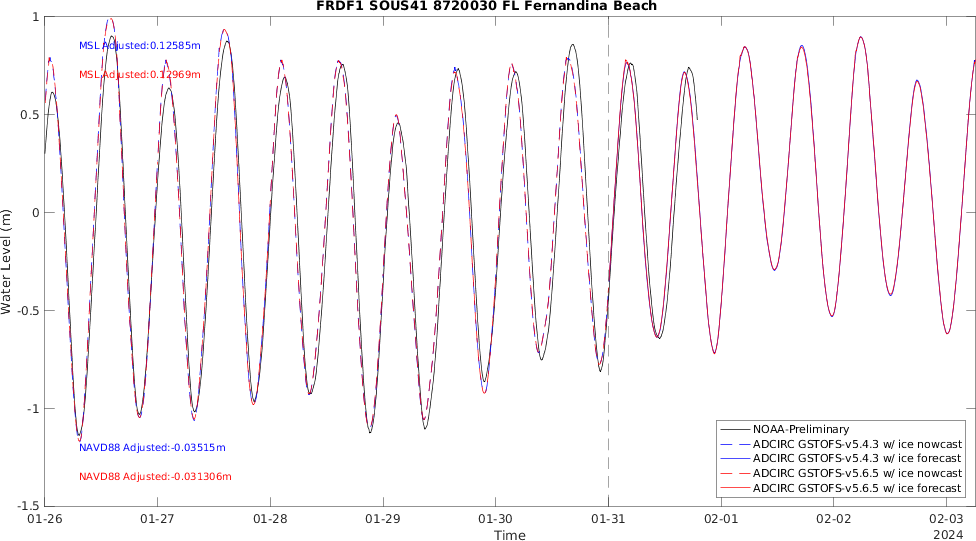 FRDF1 SOUS41 8720030 FL Fernandina Beach
1
MSL Adjusted:0.12585m
MSL Adjusted:0.12969m
0.5
0
Water Level (m)
-0.5
-1
NAVD88 Adjusted:-0.03515m
NAVD88 Adjusted:-0.031306m
-1.5
NOAA-Preliminary
ADCIRC GSTOFS-v5.4.3 w/ ice nowcast
ADCIRC GSTOFS-v5.4.3 w/ ice forecast
ADCIRC GSTOFS-v5.6.5 w/ ice nowcast
ADCIRC GSTOFS-v5.6.5 w/ ice forecast
01-26 01-27 01-28 01-29 01-30 01-31 02-01 02-02 02-03
Time
2024